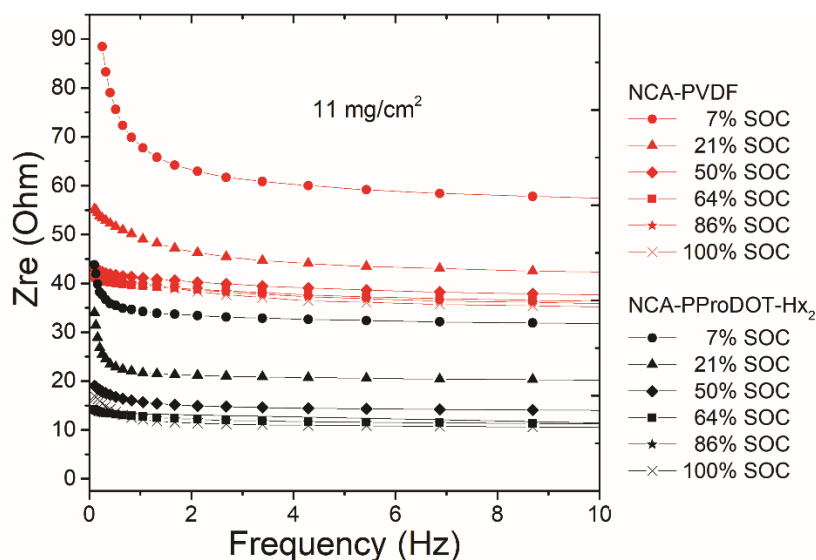 90
80
70
60
50
40
30
20
10
0
Zre (Ohm)
11 mg/cm²
0
2
4
6
8
10
Frequency (Hz)
NCA-PVDF
7% SOC
21% SOC
50% SOC
64% SOC
86% SOC
100% SOC
NCA-PProDOT-Hx₂
7% SOC
21% SOC
50% SOC
64% SOC
86% SOC
100% SOC